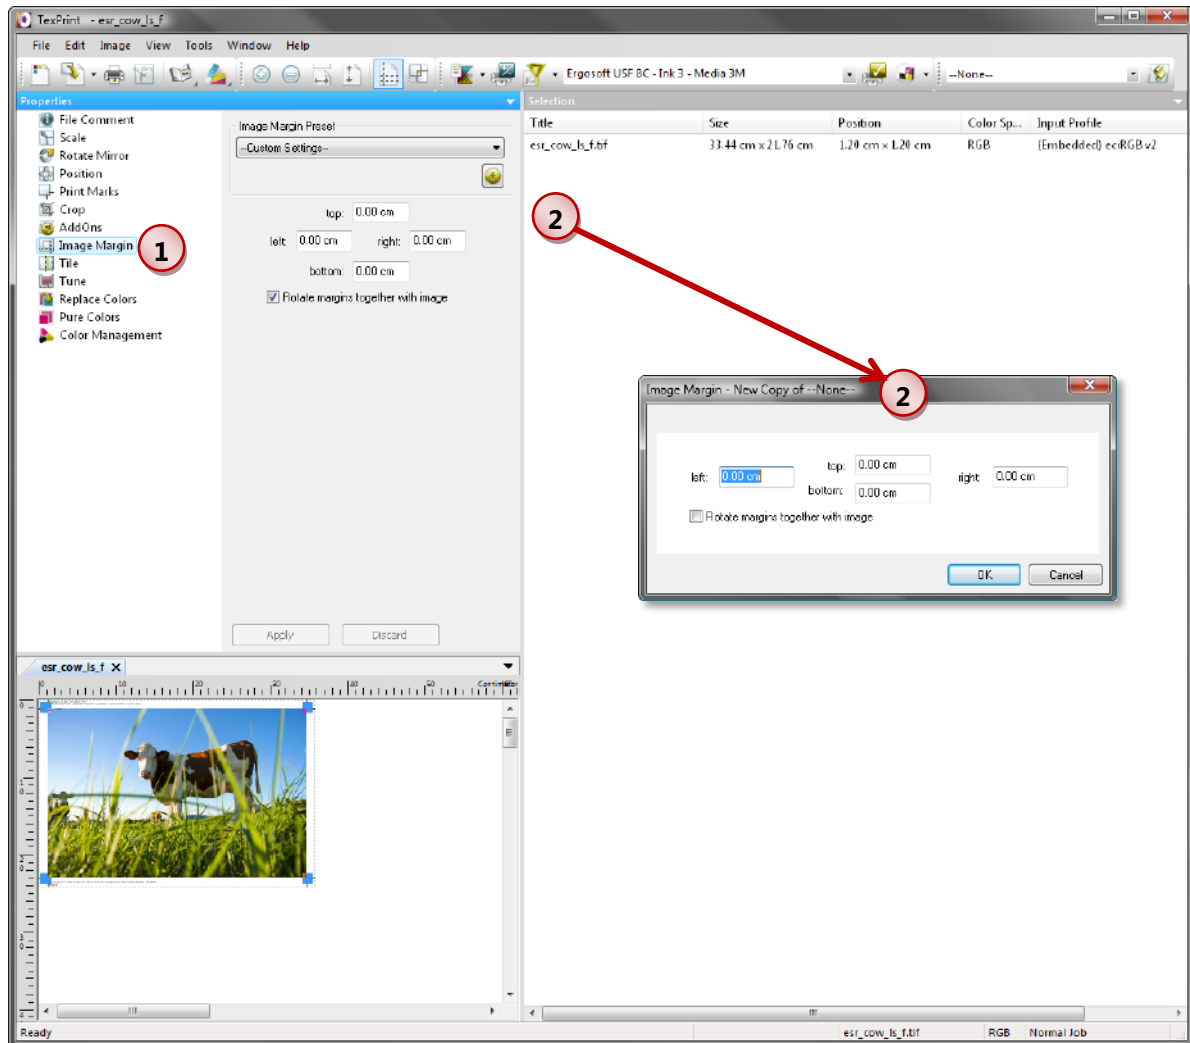 TexPrint - esr_cow_ls_f
File Edit Image View Tools Window Help
Ergosoft USF 8C - Ink 3 - Media 3M
--None--
Properties
Selection
File Comment
Scale
Rotate Mirror
Position
Print Marks
Crop
AddOns
Image Margin
Tile
Tune
Replace Colors
Pure Colors
Color Management
1
Image Margin Preset
--Custom Settings--
top: 0.00 cm
left: 0.00 cm right: 0.00 cm
bottom: 0.00 cm
Rotate margins together with image
Apply Discard
Title Size Position Color Sp... Input Profile
esr_cow_ls_f.tif 33.44 cm x 21.76 cm 1.20 cm x 1.20 cm RGB (Embedded) eciRGB v2
2
2
Image Margin - New Copy of --None--
top: 0.00 cm
left: 0.00 cm right: 0.00 cm
bottom: 0.00 cm
Rotate margins together with image
OK Cancel
esr_cow_ls_f X
Ready esr_cow_ls_f.tif RGB Normal Job